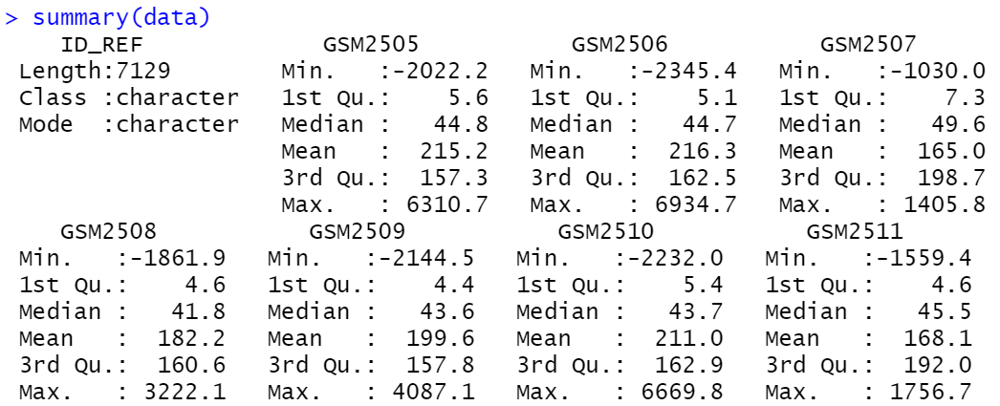 > summary(data)
    ID_REF              GSM2505            GSM2506            GSM2507
 Length:7129        Min.   :-2022.2    Min.   :-2345.4    Min.   :-1030.0
 Class :character   1st Qu.:    5.6    1st Qu.:    5.1    1st Qu.:    7.3
 Mode  :character   Median :   44.8    Median :   44.7    Median :   49.6
                    Mean   :  215.2    Mean   :  216.3    Mean   :  165.0
                    3rd Qu.:  157.3    3rd Qu.:  162.5    3rd Qu.:  198.7
                    Max.   : 6310.7    Max.   : 6934.7    Max.   : 1405.8
    GSM2508            GSM2509            GSM2510            GSM2511
 Min.   :-1861.9   Min.   :-2144.5   Min.   :-2232.0   Min.   :-1559.4
 1st Qu.:    4.6   1st Qu.:    4.4   1st Qu.:    5.4   1st Qu.:    4.6
 Median :   41.8   Median :   43.6   Median :   43.7   Median :   45.5
 Mean   :  182.2   Mean   :  199.6   Mean   :  211.0   Mean   :  168.1
 3rd Qu.:  160.6   3rd Qu.:  157.8   3rd Qu.:  162.9   3rd Qu.:  192.0
 Max.   : 3222.1   Max.   : 4087.1   Max.   : 6669.8   Max.   : 1756.7